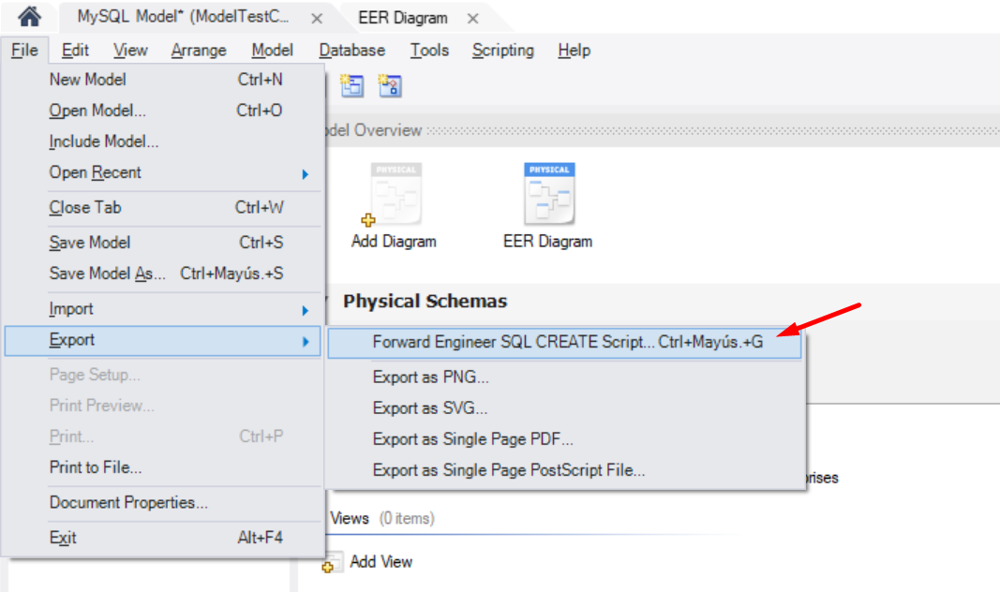 MySQL Model* (ModelTestC...
EER Diagram
File Edit View Arrange Model Database Tools Scripting Help
New Model Ctrl+N
Open Model... Ctrl+O
Include Model...
Open Recent
Close Tab Ctrl+W
Save Model Ctrl+S
Save Model As... Ctrl+Mayús.+S
Import
Export
Page Setup...
Print Preview...
Print... Ctrl+P
Print to File...
Document Properties...
Exit Alt+F4
Overview
PHYSICAL
Add Diagram
PHYSICAL
EER Diagram
Physical Schemas
Forward Engineer SQL CREATE Script... Ctrl+Mayús.+G
Export as PNG...
Export as SVG...
Export as Single Page PDF...
Export as Single Page PostScript File...
Views (0 items)
Add View